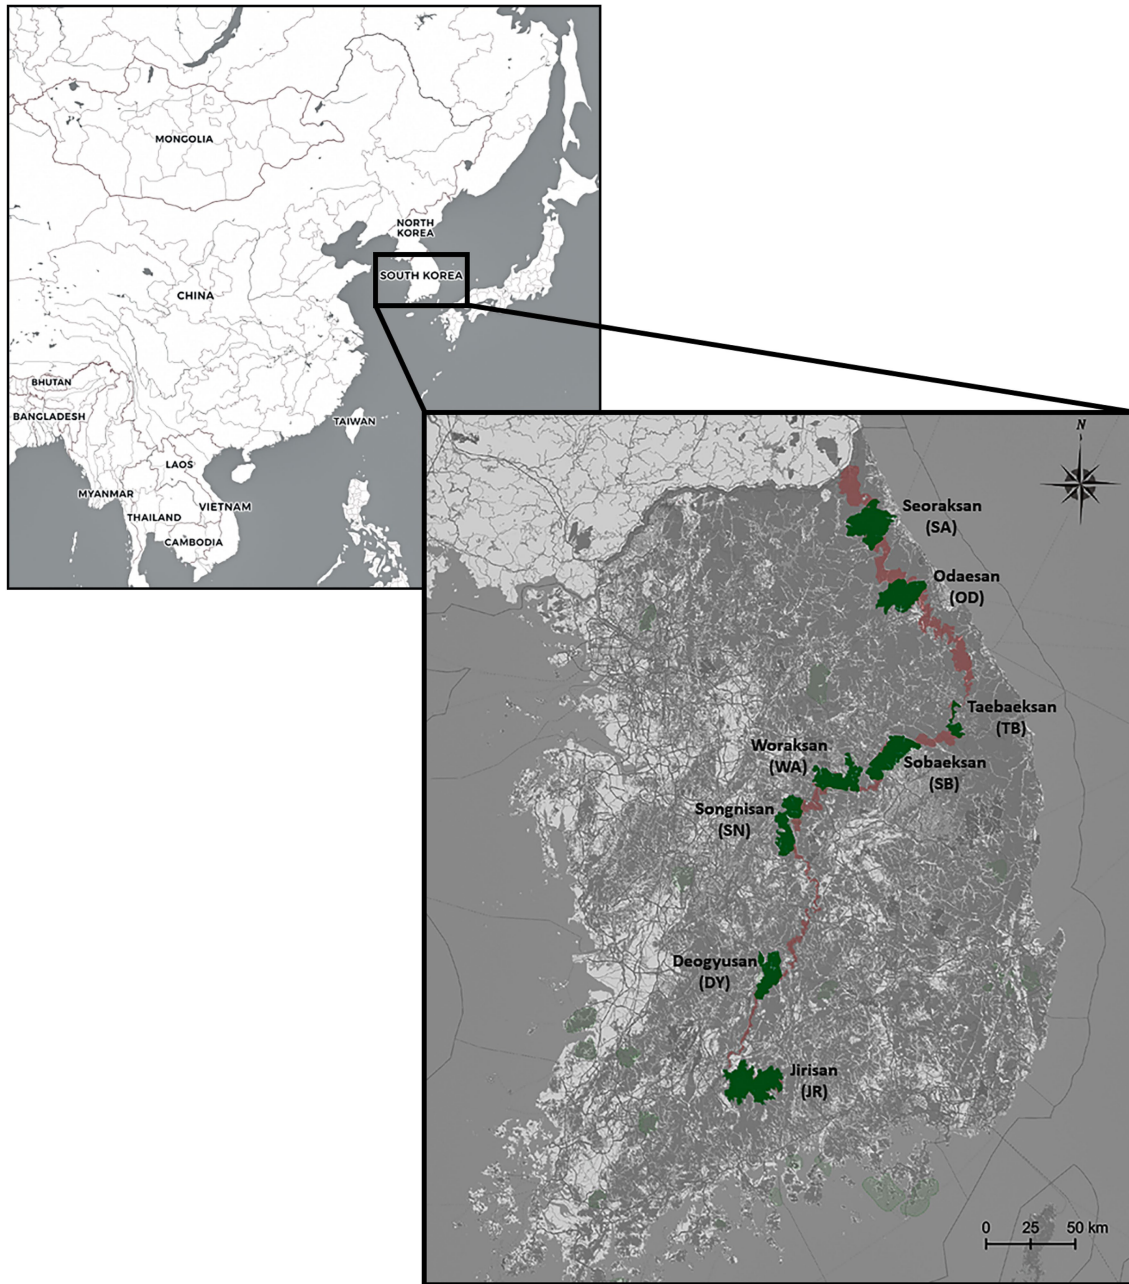 MONGOLIA
NORTH
KOREA
SOUTH KOREA
CHINA
BHUTAN
BANGLADESH
TAIWAN
LAOS
MYANMAR
VIETNAM
THAILAND
CAMBODIA
N
Seoraksan
(SA)
Odaesan
(OD)
Taebaeksan
(TB)
Woraksan
(WA)
Sobaeksan
(SB)
Songnisan
(SN)
Deogyusan
(DY)
Jirisan
(JR)
0 25 50 km